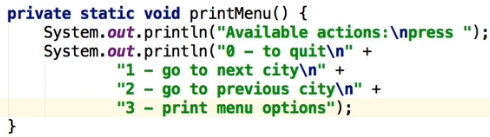 private static void printMenu() {
    System.out.println("Available actions:\npress ");
    System.out.println("0 – to quit\n" +
            "1 – go to next city\n" +
            "2 – go to previous city\n" +
            "3 – print menu options");
}